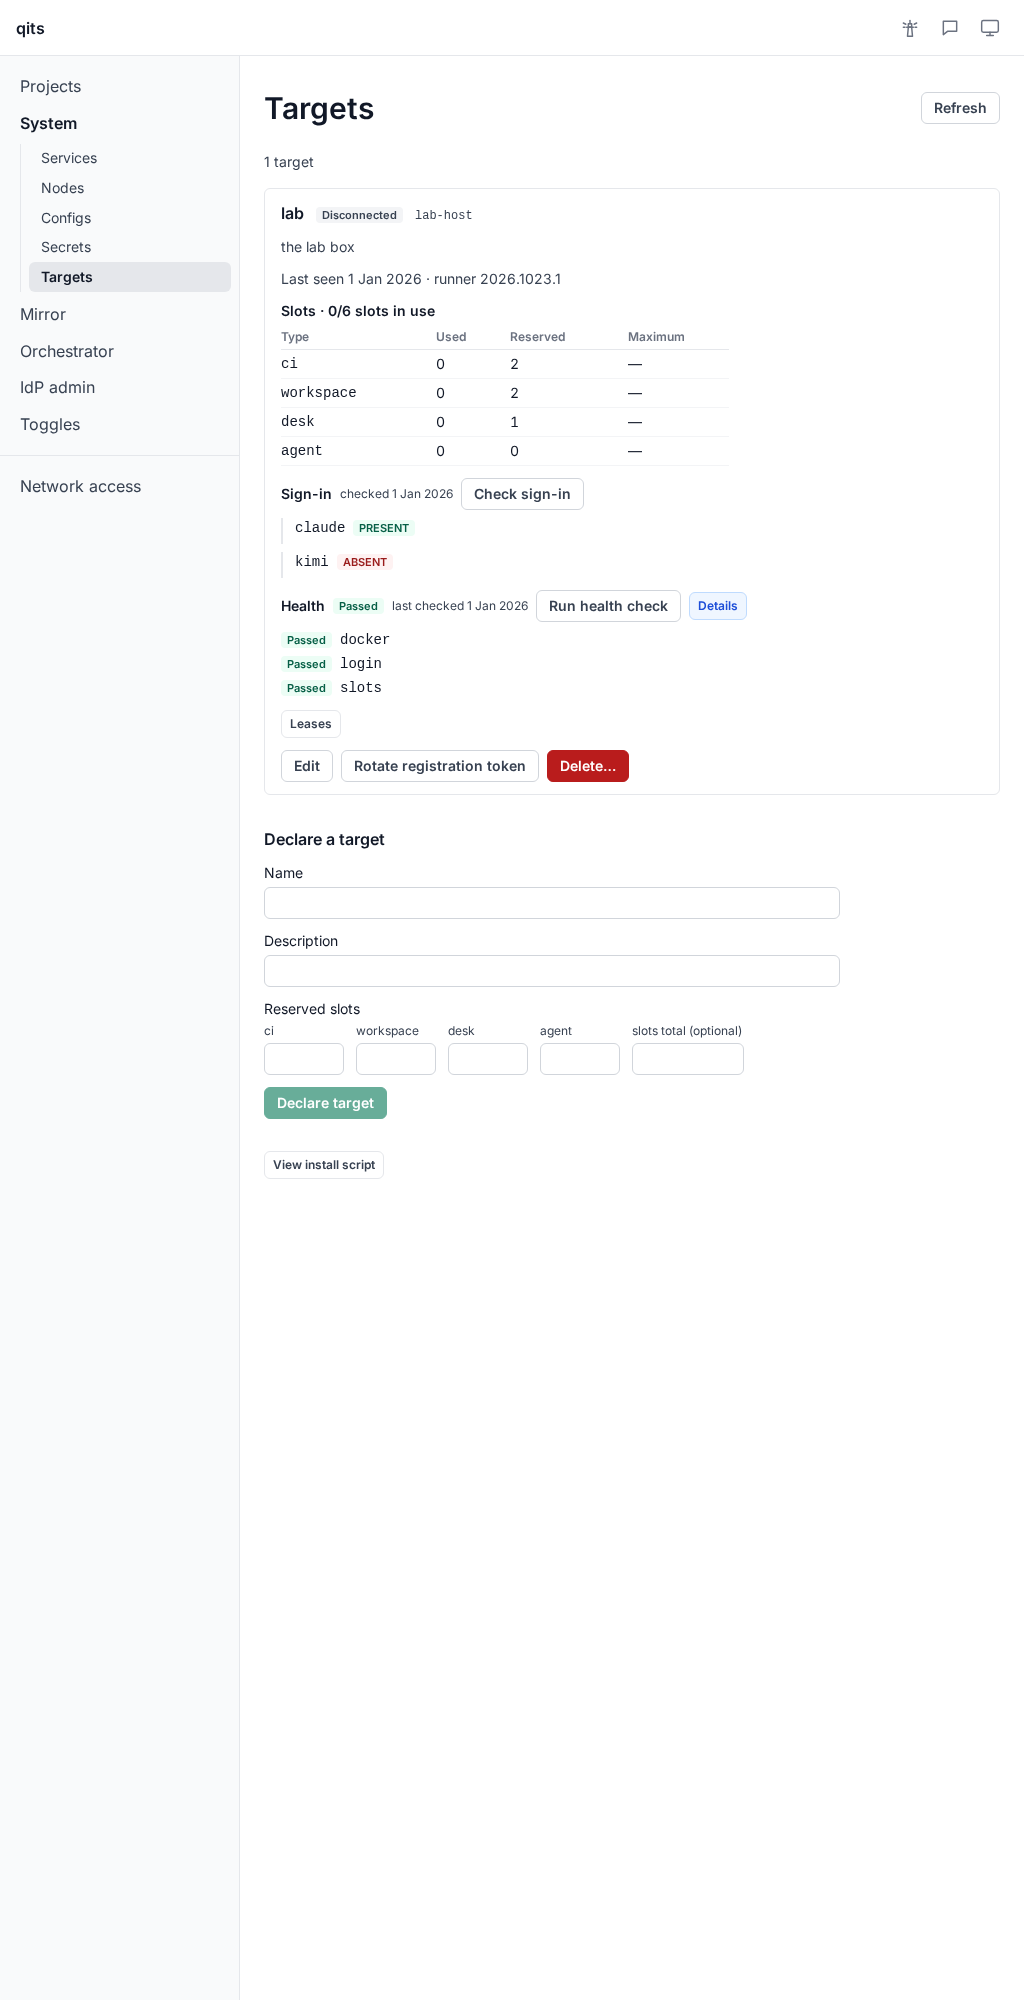 qits
Projects
System
Services
Nodes
Configs
Secrets
Targets
Mirror
Orchestrator
IdP admin
Toggles
Network access
Targets
Refresh
1 target
lab Disconnected lab-host
the lab box
Last seen 1 Jan 2026 · runner 2026.1023.1
Slots · 0/6 slots in use
Type Used Reserved Maximum
ci 0 2 —
workspace 0 2 —
desk 0 1 —
agent 0 0 —
Sign-in checked 1 Jan 2026 Check sign-in
claude PRESENT
kimi ABSENT
Health Passed last checked 1 Jan 2026 Run health check Details
Passed docker
Passed login
Passed slots
Leases
Edit Rotate registration token Delete...
Declare a target
Name
Description
Reserved slots
ci workspace desk agent slots total (optional)
Declare target
View install script